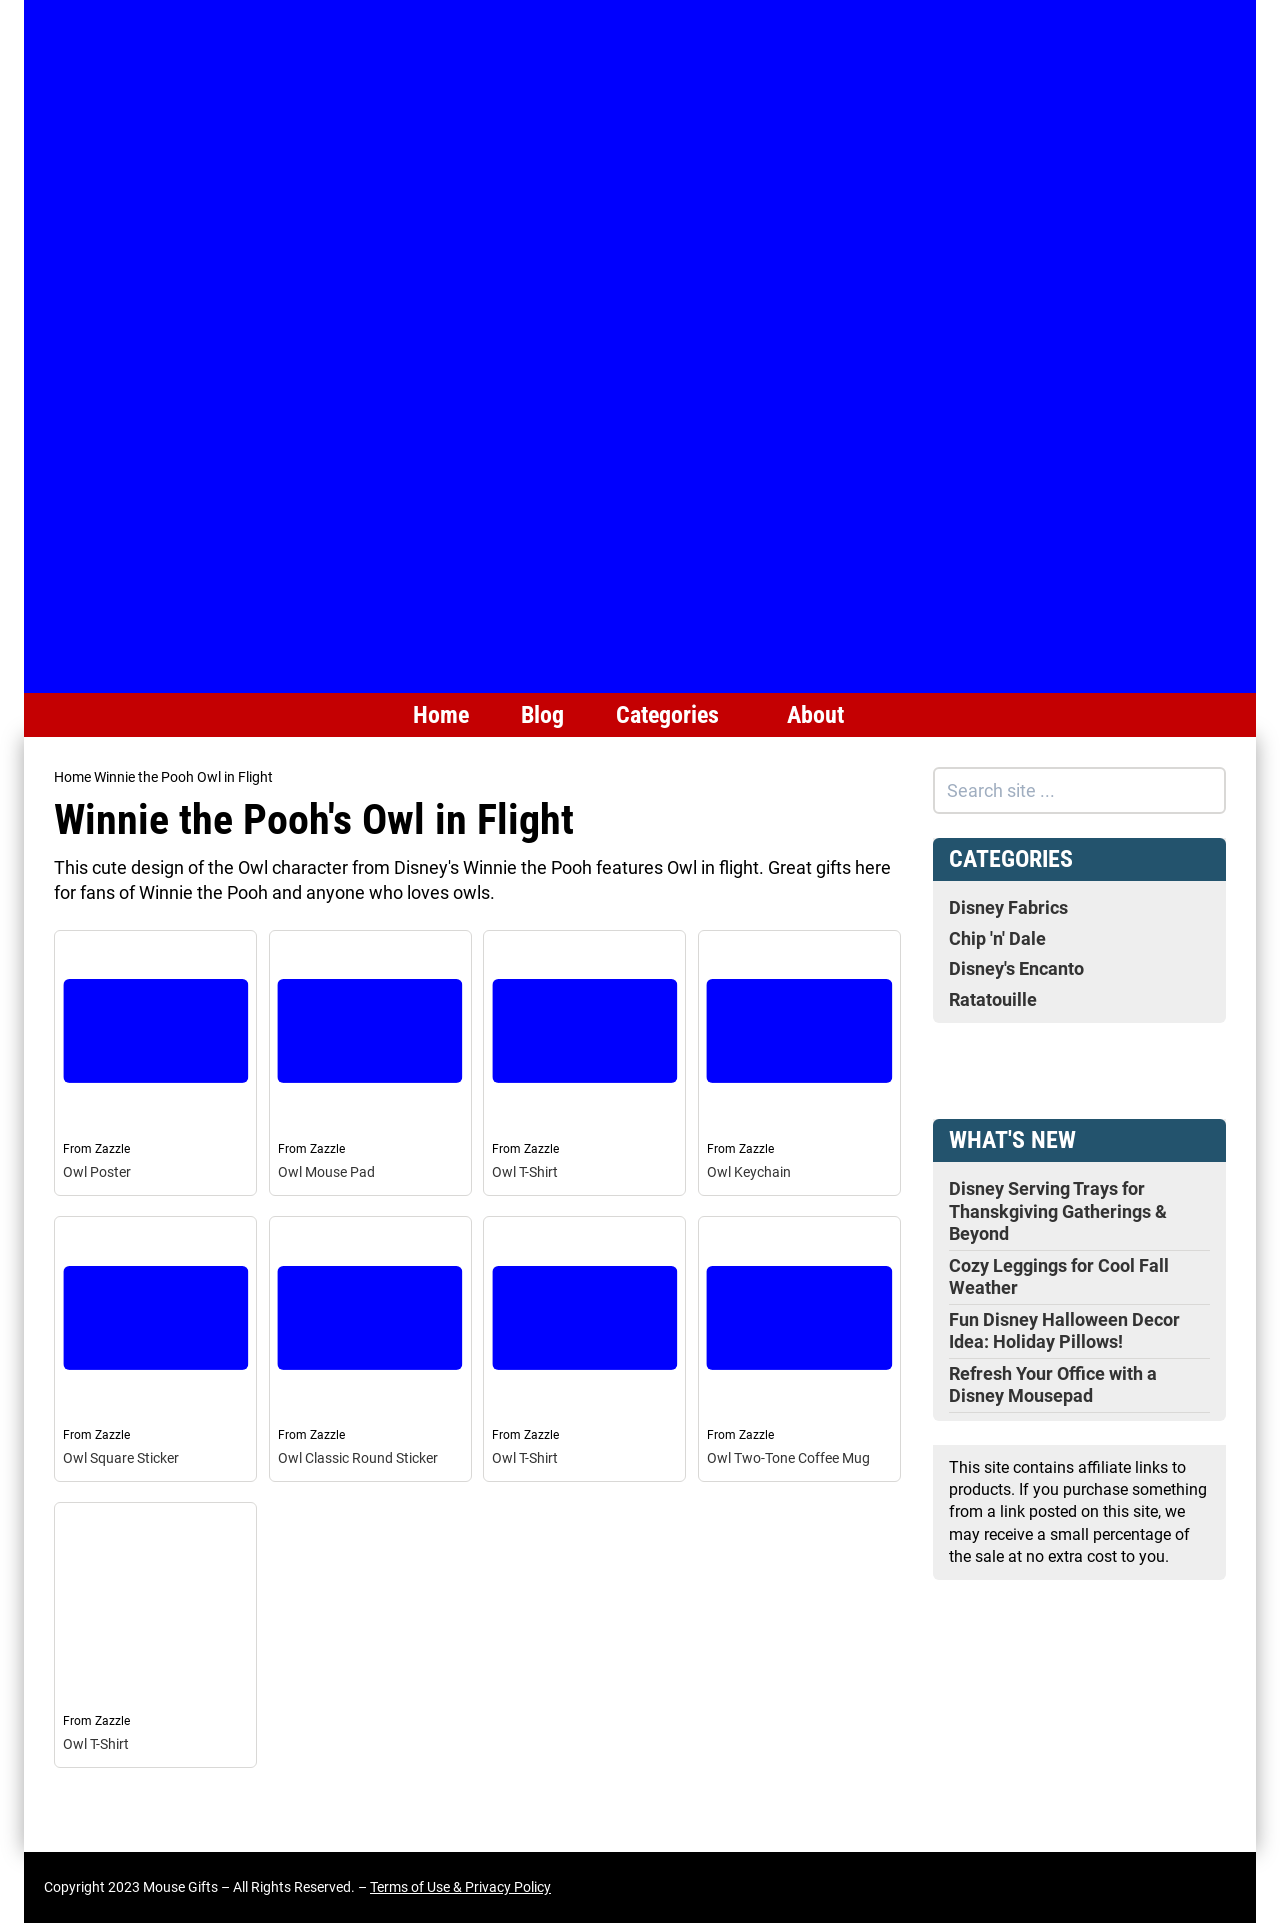 Home Blog Categories About
Home Winnie the Pooh Owl in Flight
Winnie the Pooh's Owl in Flight
This cute design of the Owl character from Disney's Winnie the Pooh features Owl in flight. Great gifts here
for fans of Winnie the Pooh and anyone who loves owls.
From Zazzle
Owl Poster
From Zazzle
Owl Mouse Pad
From Zazzle
Owl T-Shirt
From Zazzle
Owl Keychain
From Zazzle
Owl Square Sticker
From Zazzle
Owl Classic Round Sticker
From Zazzle
Owl T-Shirt
From Zazzle
Owl Two-Tone Coffee Mug
From Zazzle
Owl T-Shirt
Search site ...
CATEGORIES
Disney Fabrics
Chip 'n' Dale
Disney's Encanto
Ratatouille
WHAT'S NEW
Disney Serving Trays for
Thanskgiving Gatherings &
Beyond
Cozy Leggings for Cool Fall
Weather
Fun Disney Halloween Decor
Idea: Holiday Pillows!
Refresh Your Office with a
Disney Mousepad
This site contains affiliate links to
products. If you purchase something
from a link posted on this site, we
may receive a small percentage of
the sale at no extra cost to you.
Copyright 2023 Mouse Gifts – All Rights Reserved. – Terms of Use & Privacy Policy